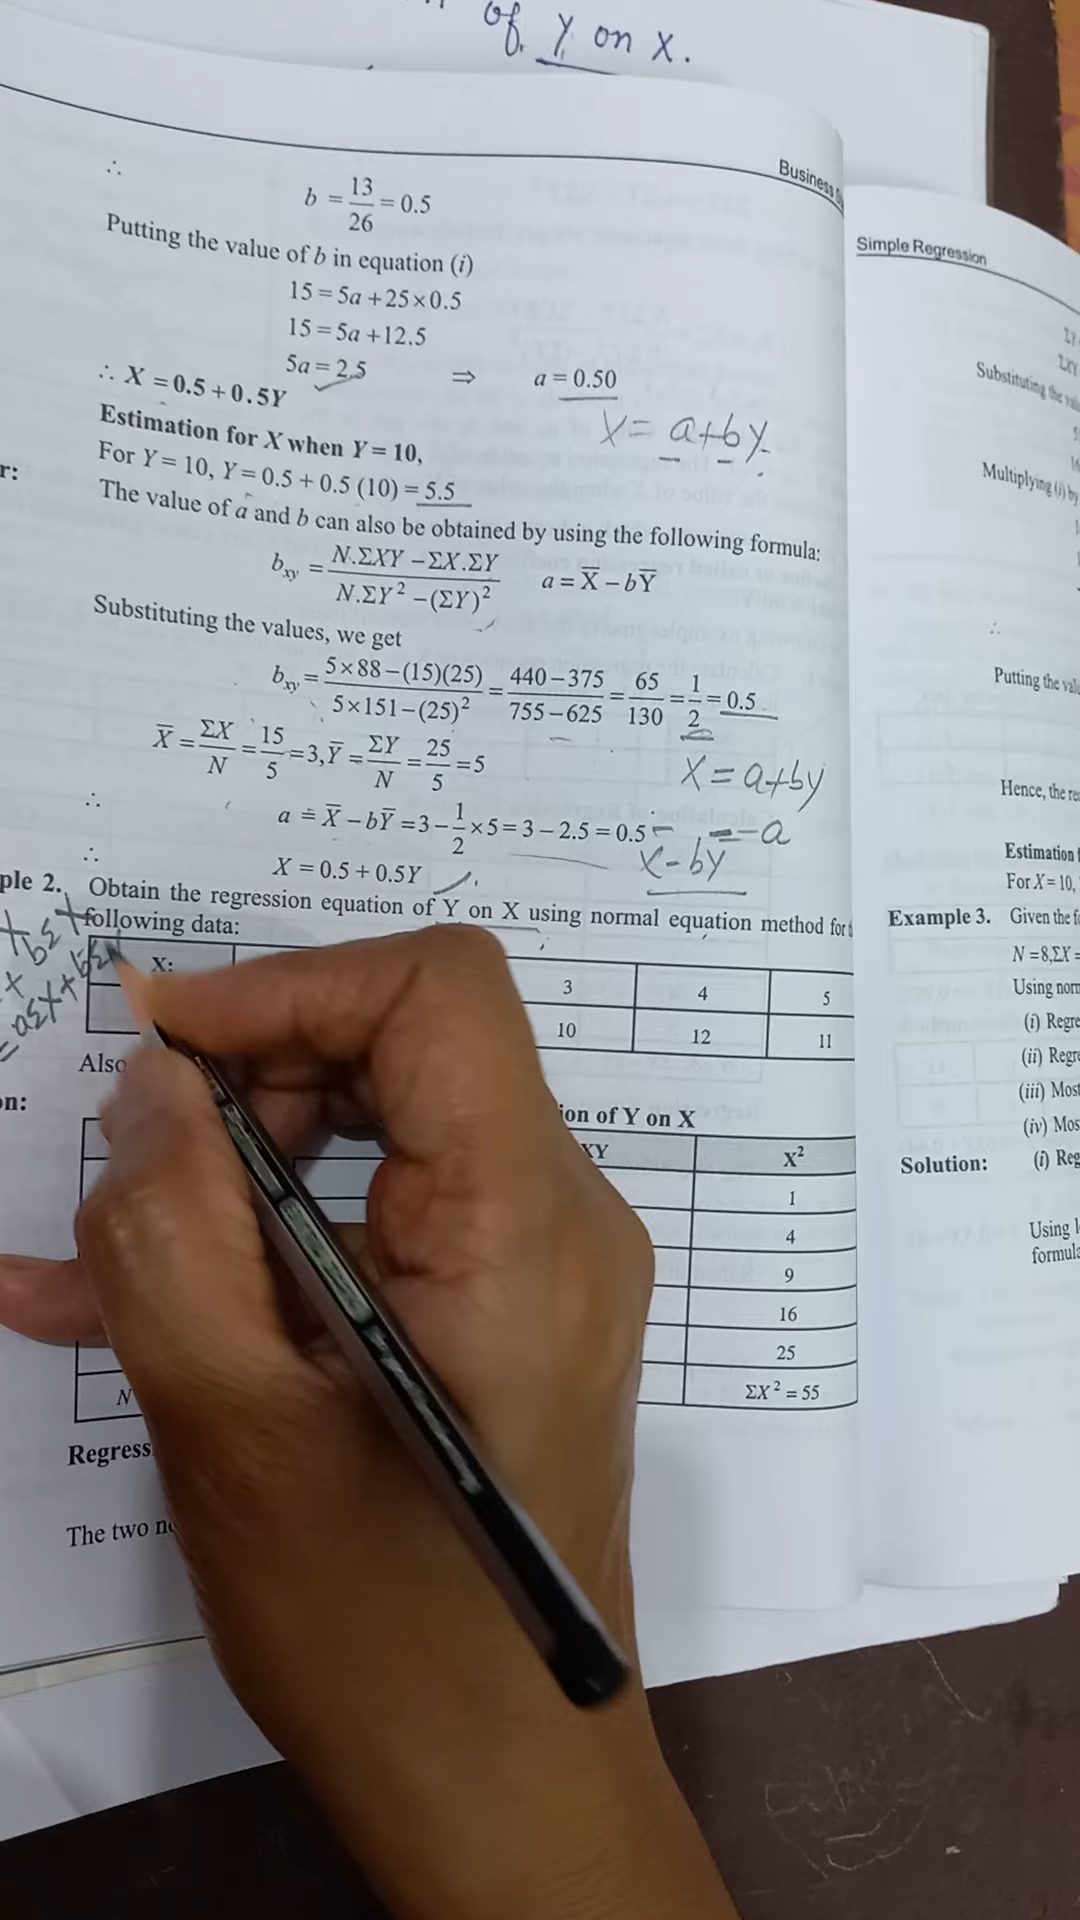 of Y on X.
Business
∴
b = 13/26 = 0.5
Putting the value of b in equation (i)
15 = 5a + 25 × 0.5
15 = 5a + 12.5
5a = 2.5 ⇒ a = 0.50
∴ X = 0.5 + 0.5Y
X = a+by
Estimation for X when Y = 10,
r:
For Y = 10, Y = 0.5 + 0.5 (10) = 5.5
The value of a and b can also be obtained by using the following formula:
bxy = N.ΣXY − ΣX.ΣY / N.ΣY² − (ΣY)² a = X̅ − bY̅
Substituting the values, we get
bxy = 5×88 − (15)(25) / 5×151 − (25)² = 440 − 375 / 755 − 625 = 65/130 = 1/2 = 0.5
X̅ = ΣX/N = 15/5 = 3, Y̅ = ΣY/N = 25/5 = 5
X = a+by
∴ a = X̅ − bY̅ = 3 − 1/2 × 5 = 3 − 2.5 = 0.5
= -a
X-bY
∴ X = 0.5 + 0.5Y
ple 2. Obtain the regression equation of Y on X using normal equation method for
following data:
= aΣX +
X: 3 4 5
10 12 11
Also
on:
ion of Y on X
XY X²
1
4
9
16
25
N ΣX² = 55
Regress
The two n
Simple Regression
ΣY
ΣXY
Substituting the
Multiplying (i) by
∴
Putting the
Hence, the
Estimation
For X = 10,
Example 3. Given the
N = 8, ΣX =
Using
(i) Regre
(ii) Regre
(iii) Most
(iv) Mos
Solution: (i) Reg
Using
formula